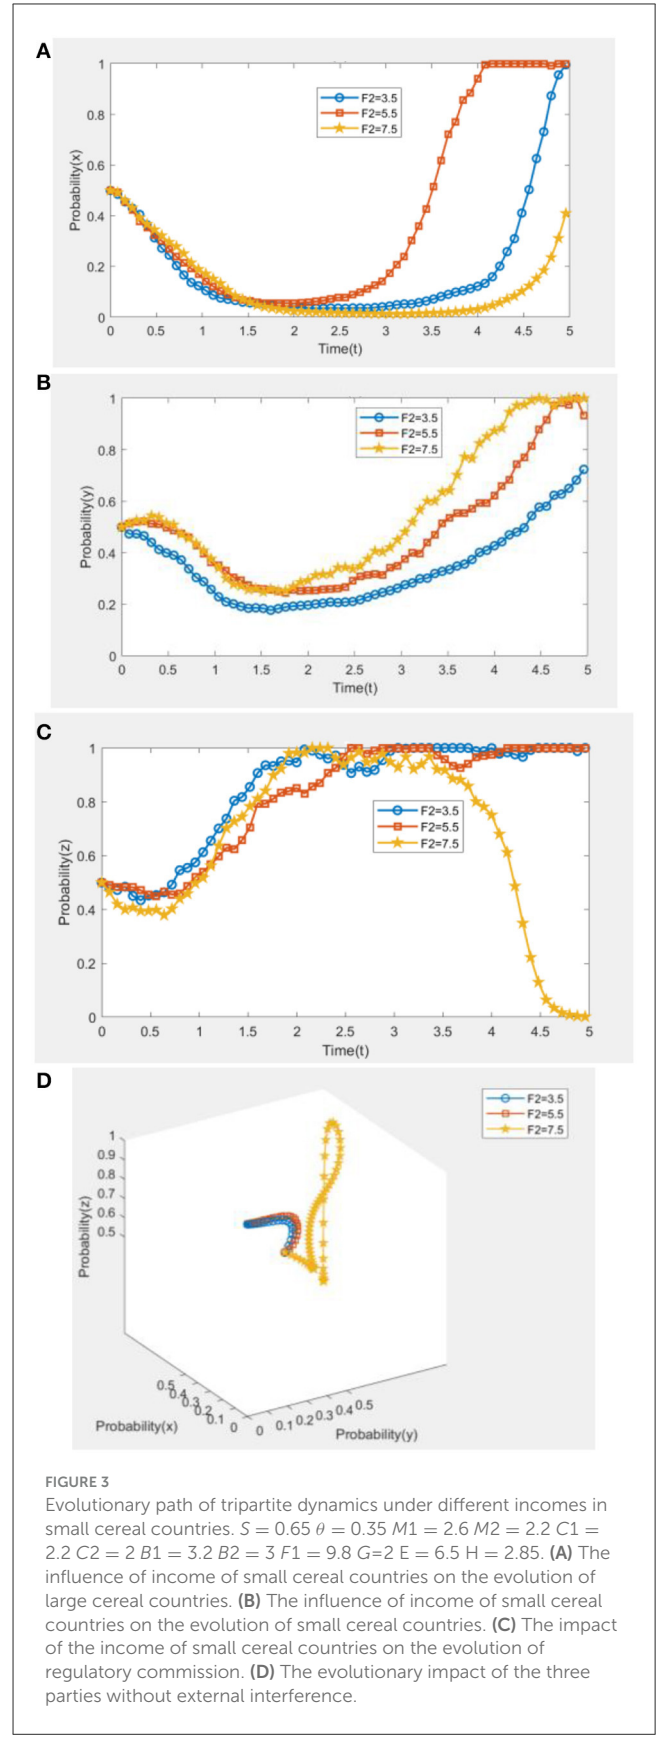 A
1
0.8
0.6
0.4
0.2
0
Probability(x)
F2=3.5
F2=5.5
F2=7.5
0 0.5 1 1.5 2 2.5 3 3.5 4 4.5 5
Time(t)
B
1
0.8
0.6
0.4
0.2
0
Probability(y)
F2=3.5
F2=5.5
F2=7.5
0 0.5 1 1.5 2 2.5 3 3.5 4 4.5 5
Time(t)
C
1
0.8
0.6
0.4
0.2
0
Probability(z)
F2=3.5
F2=5.5
F2=7.5
0 0.5 1 1.5 2 2.5 3 3.5 4 4.5 5
Time(t)
D
F2=3.5
F2=5.5
F2=7.5
1
0.9
0.8
0.7
0.6
0.5
Probability(z)
0.5 0.4 0.3 0.2 0.1 0
Probability(x)
0 0.1 0.2 0.3 0.4 0.5
Probability(y)
FIGURE 3
Evolutionary path of tripartite dynamics under different incomes in
small cereal countries. S = 0.65 θ = 0.35 M1 = 2.6 M2 = 2.2 C1 =
2.2 C2 = 2 B1 = 3.2 B2 = 3 F1 = 9.8 G=2 E = 6.5 H = 2.85. (A) The
influence of income of small cereal countries on the evolution of
large cereal countries. (B) The influence of income of small cereal
countries on the evolution of small cereal countries. (C) The impact
of the income of small cereal countries on the evolution of
regulatory commission. (D) The evolutionary impact of the three
parties without external interference.